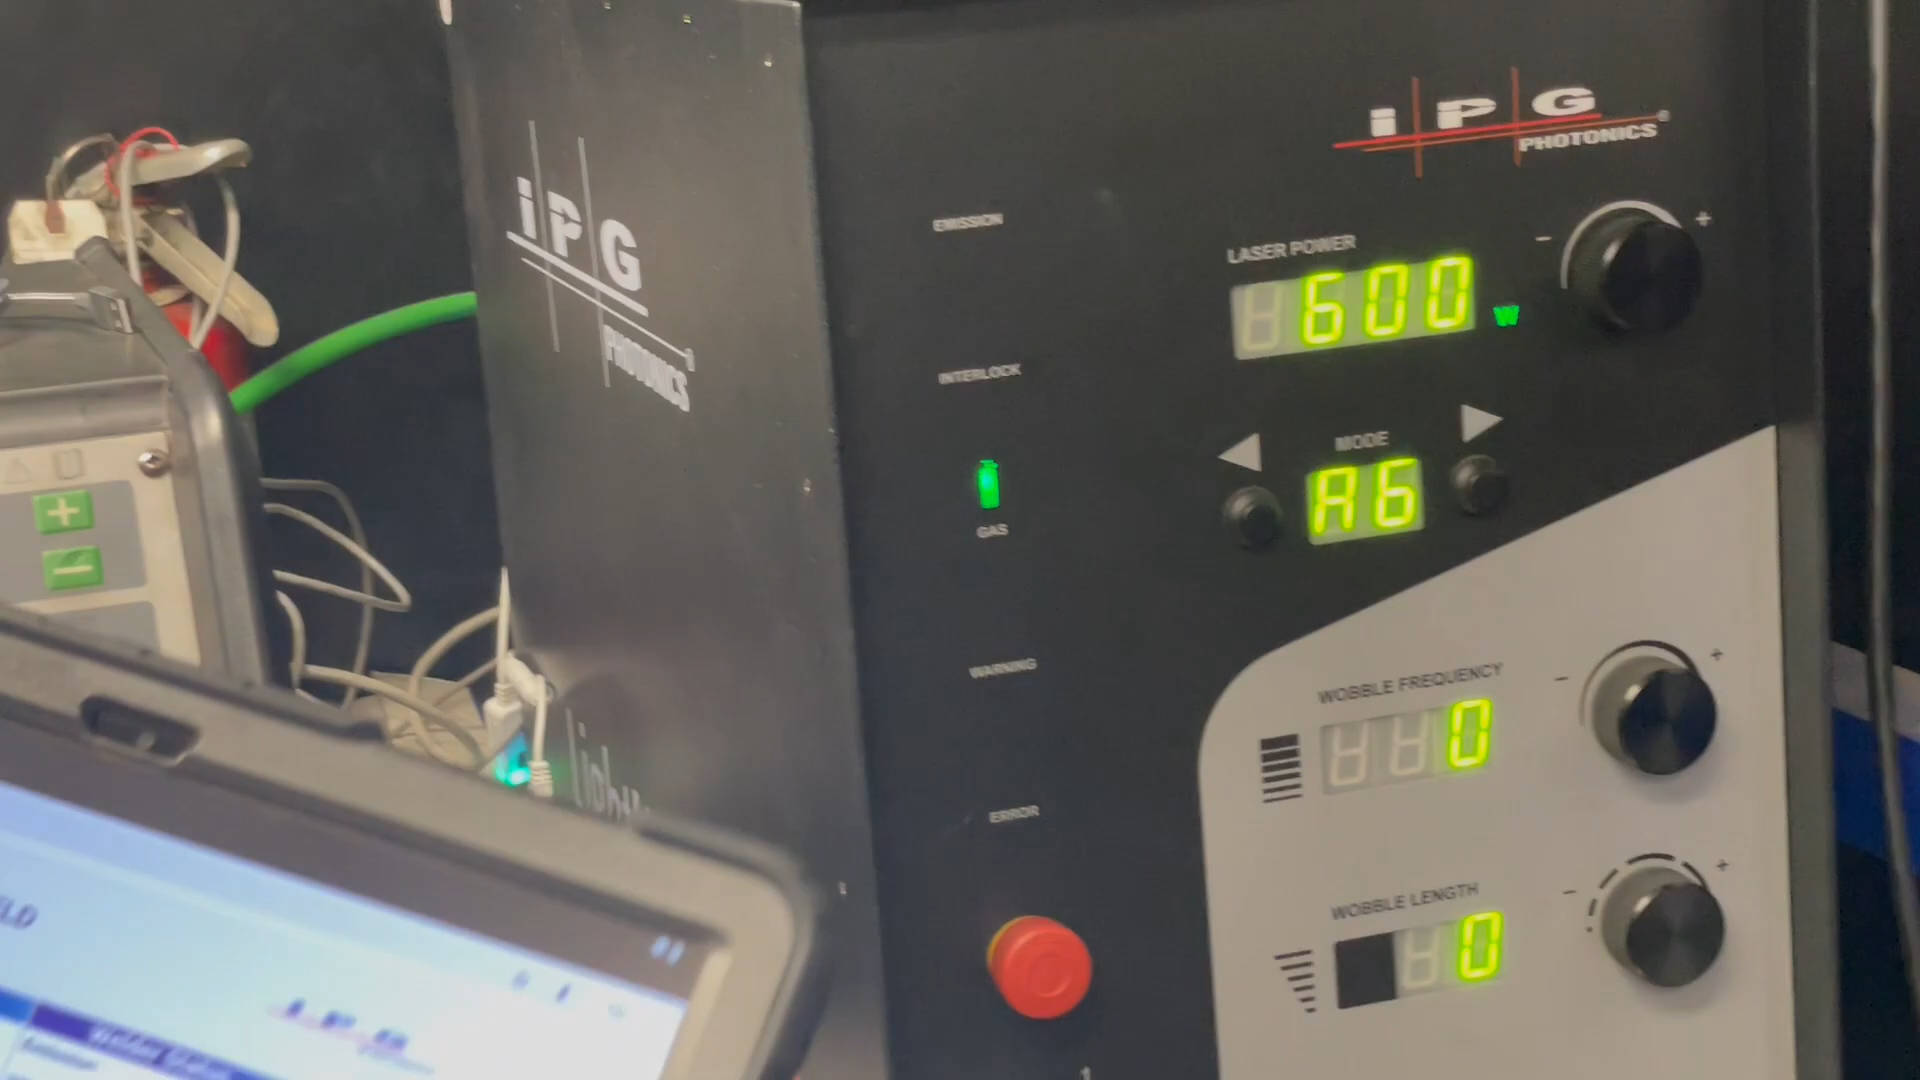 iPG
PHOTONICS
iPG
PHOTONICS®
EMISSION
LASER POWER
600
W
- +
INTERLOCK
MODE
A6
GAS
WARNING
WOBBLE FREQUENCY
- +
0
ERROR
WOBBLE LENGTH
- +
0